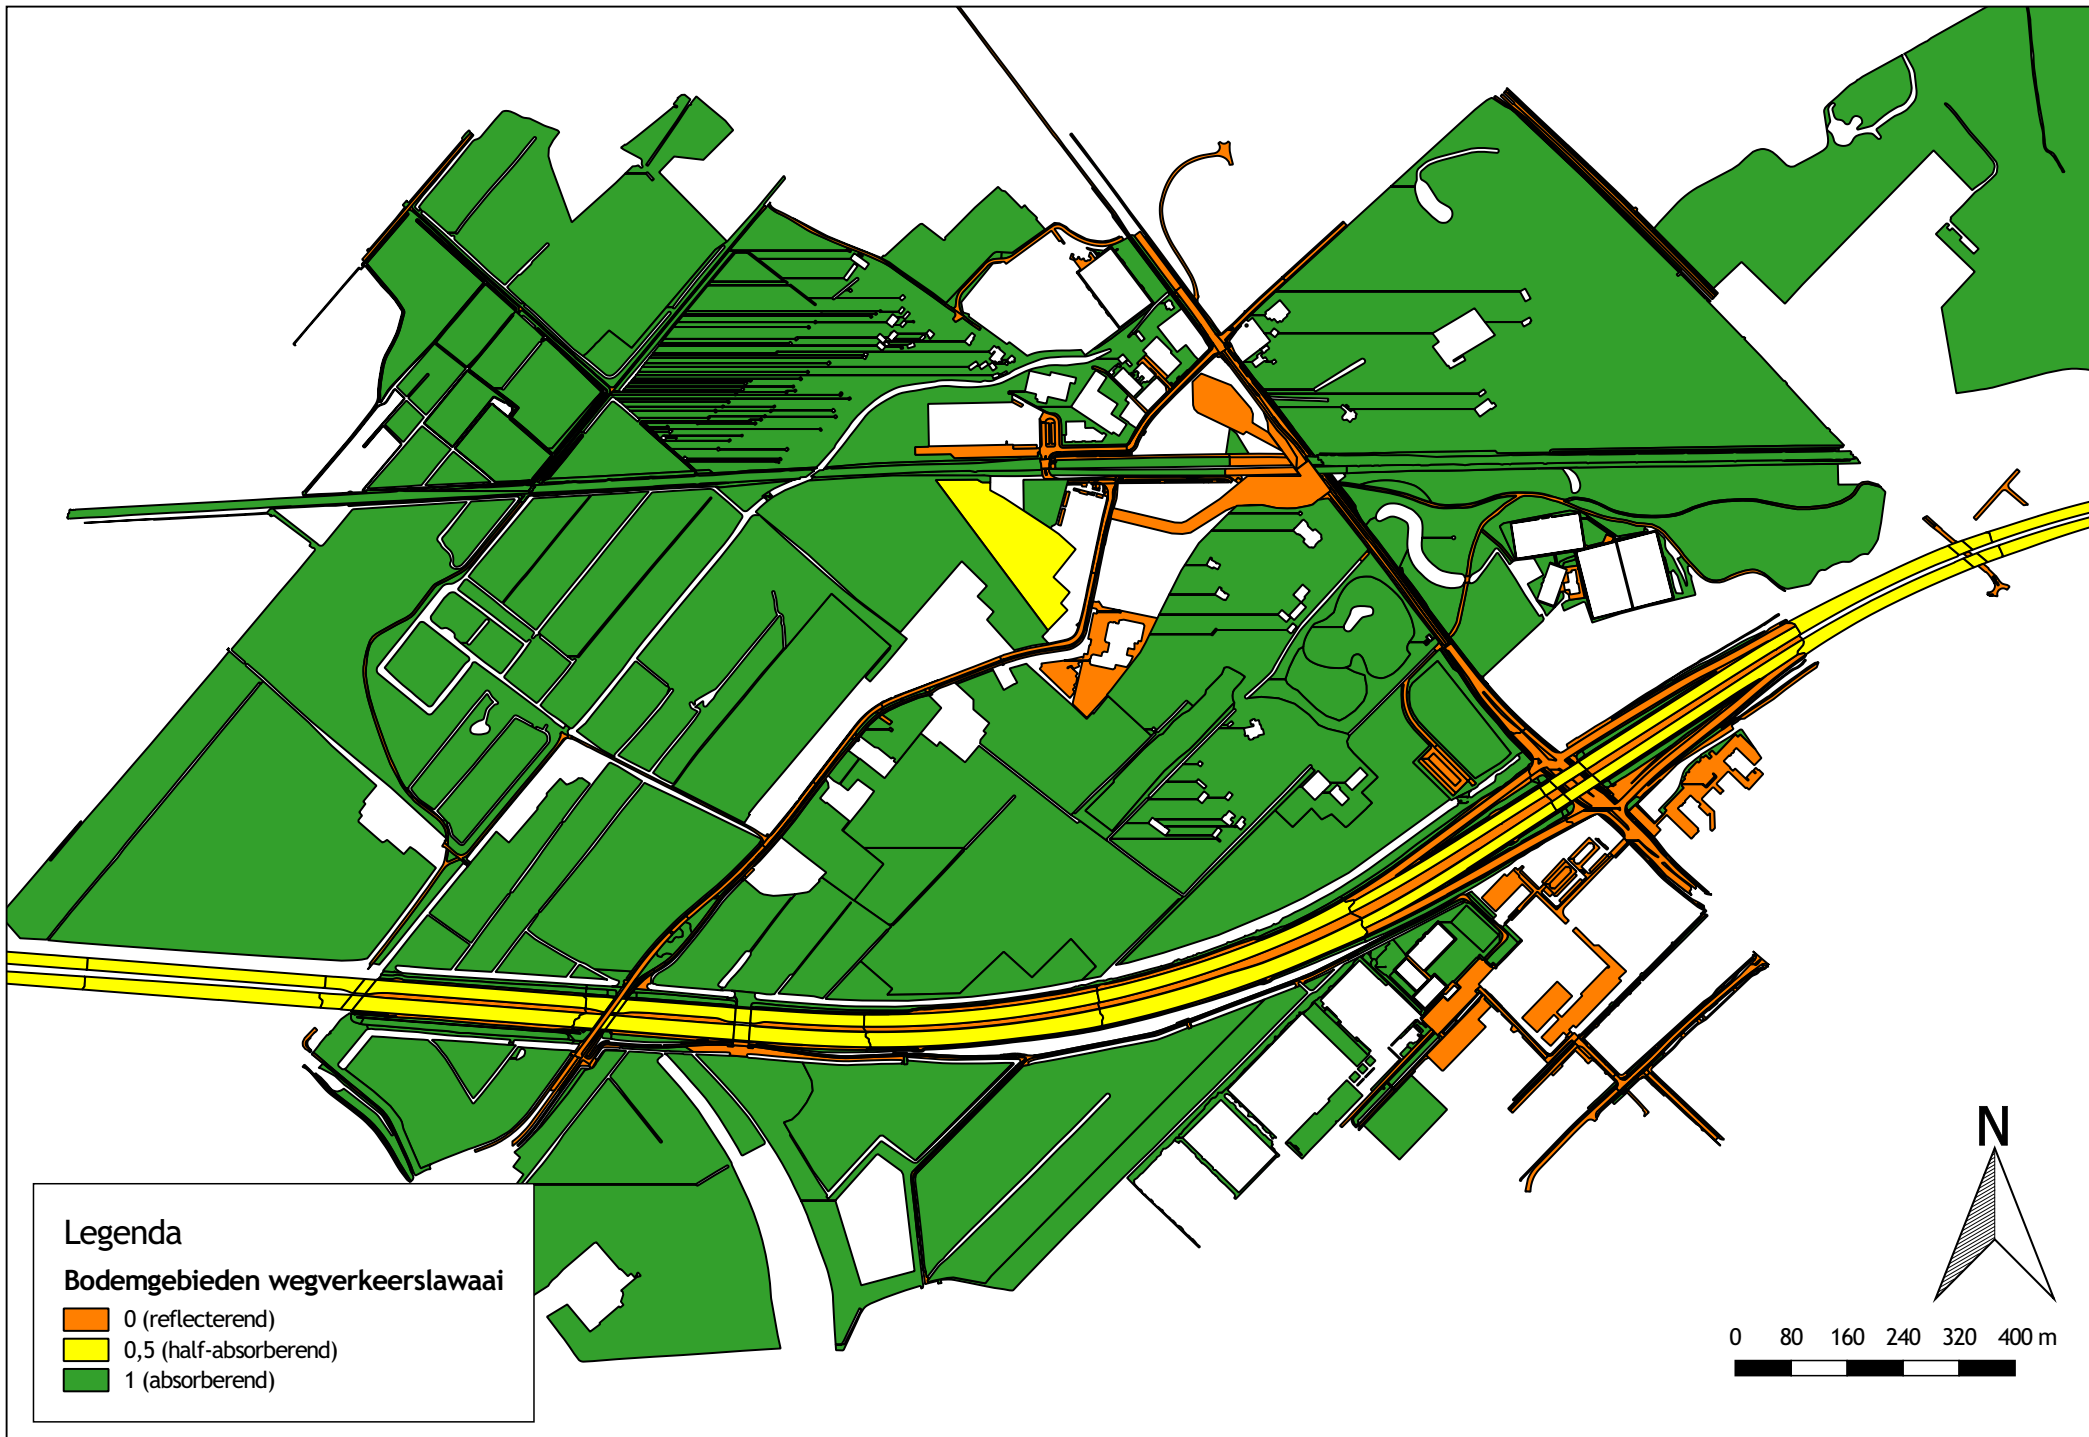 N
Legenda
Bodemgebieden wegverkeerslawaai
0 (reflecterend)
0,5 (half-absorberend)
1 (absorberend)
0 80 160 240 320 400 m